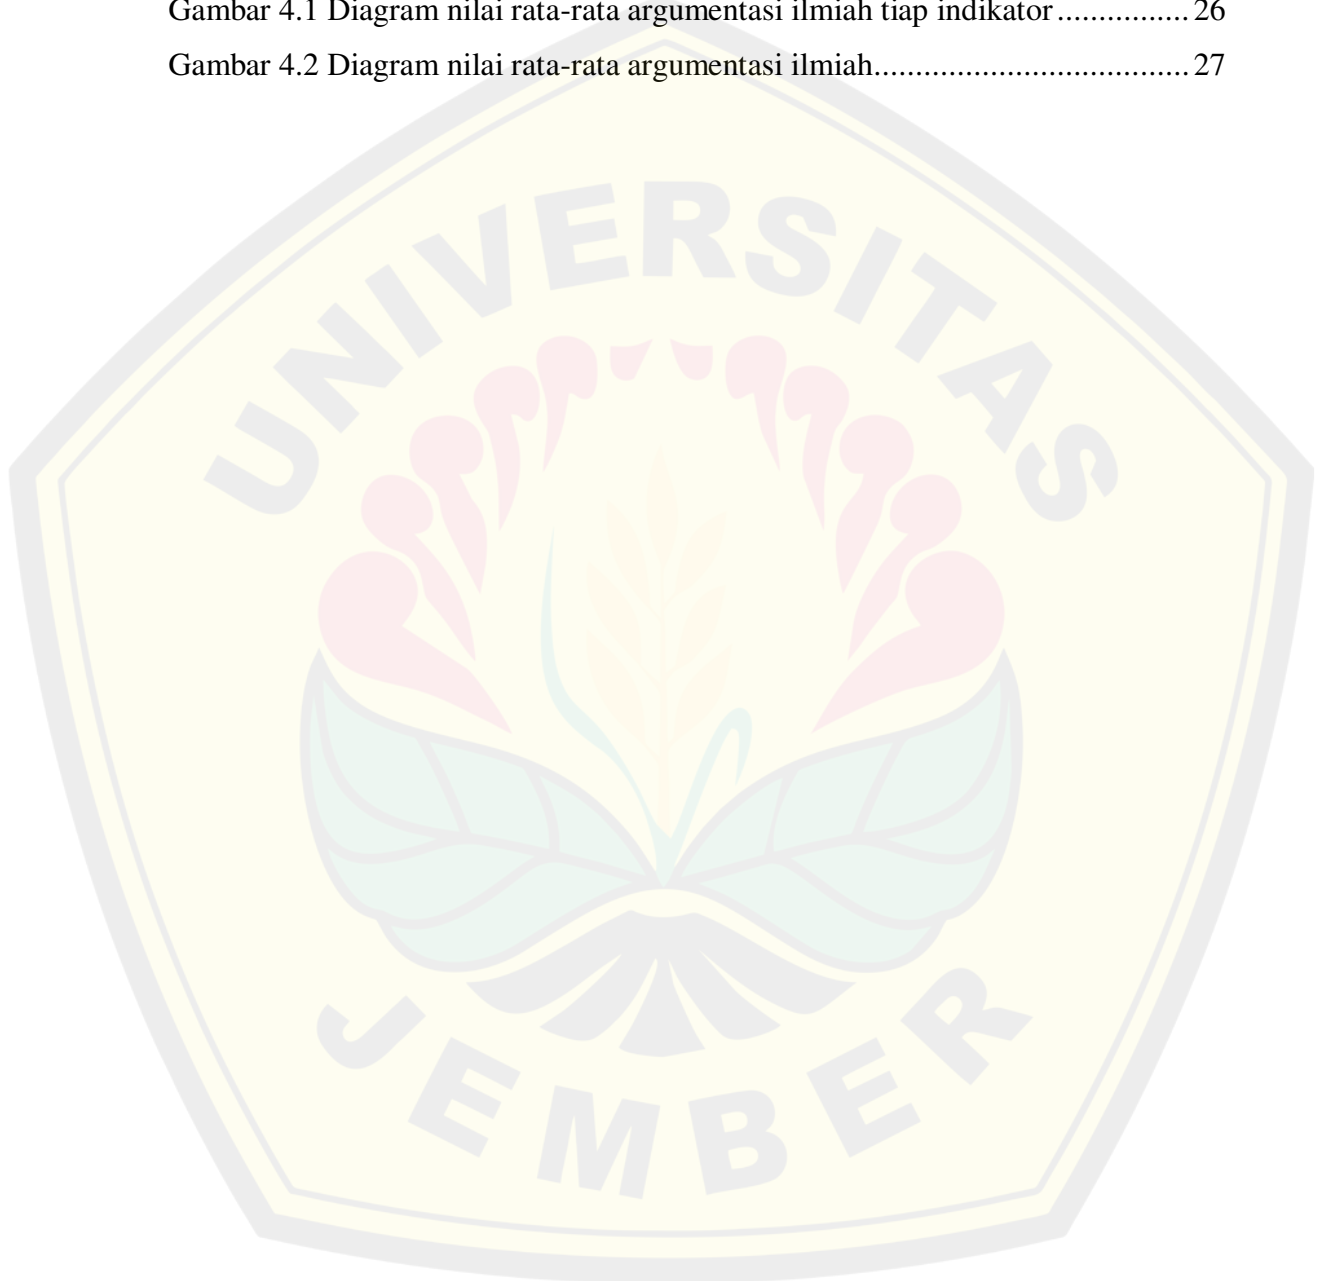 Gambar 4.1 Diagram nilai rata-rata argumentasi ilmiah tiap indikator ................ 26
Gambar 4.2 Diagram nilai rata-rata argumentasi ilmiah...................................... 27
UNIVERSITAS
JEMBER